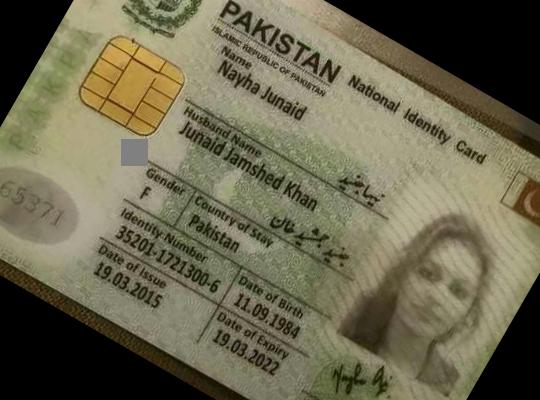 PAKISTAN National Identity Card
ISLAMIC REPUBLIC OF PAKISTAN
Name
Nayha Junaid
Husband Name
Junaid Jamshed Khan
جنید
جنید جمشید خان
Gender
F
Country of Stay
Pakistan
Identity Number
35201-1721300-6
Date of Birth
11.09.1984
Date of Issue
19.03.2015
Date of Expiry
19.03.2022
65371